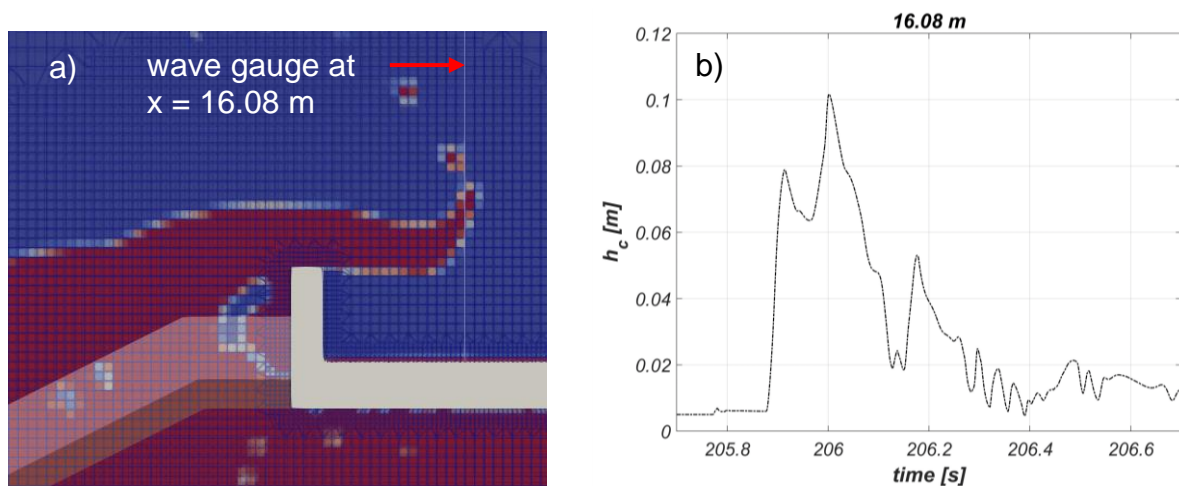 a)
wave gauge at
x = 16.08 m
16.08 m
b)
0.12
0.1
0.08
0.06
0.04
0.02
0
h_c [m]
205.8 206 206.2 206.4 206.6
time [s]